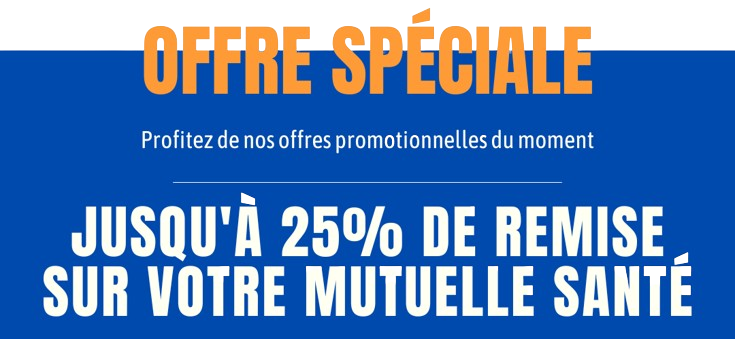 OFFRE SPÉCIALE
Profitez de nos offres promotionnelles du moment
JUSQU'À 25% DE REMISE
SUR VOTRE MUTUELLE SANTÉ